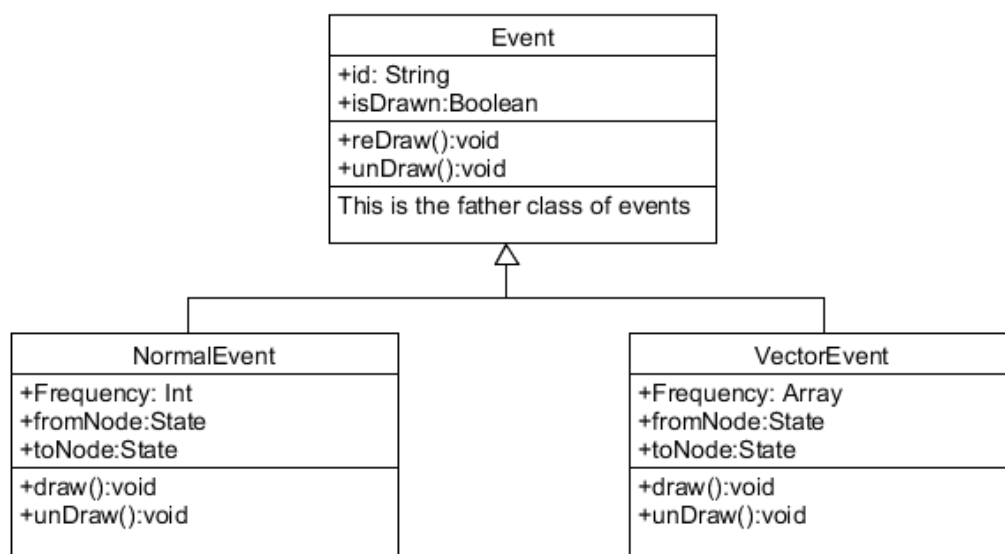 Event
+id: String
+isDrawn:Boolean
+reDraw():void
+unDraw():void
This is the father class of events
NormalEvent
+Frequency: Int
+fromNode:State
+toNode:State
+draw():void
+unDraw():void
VectorEvent
+Frequency: Array
+fromNode:State
+toNode:State
+draw():void
+unDraw():void